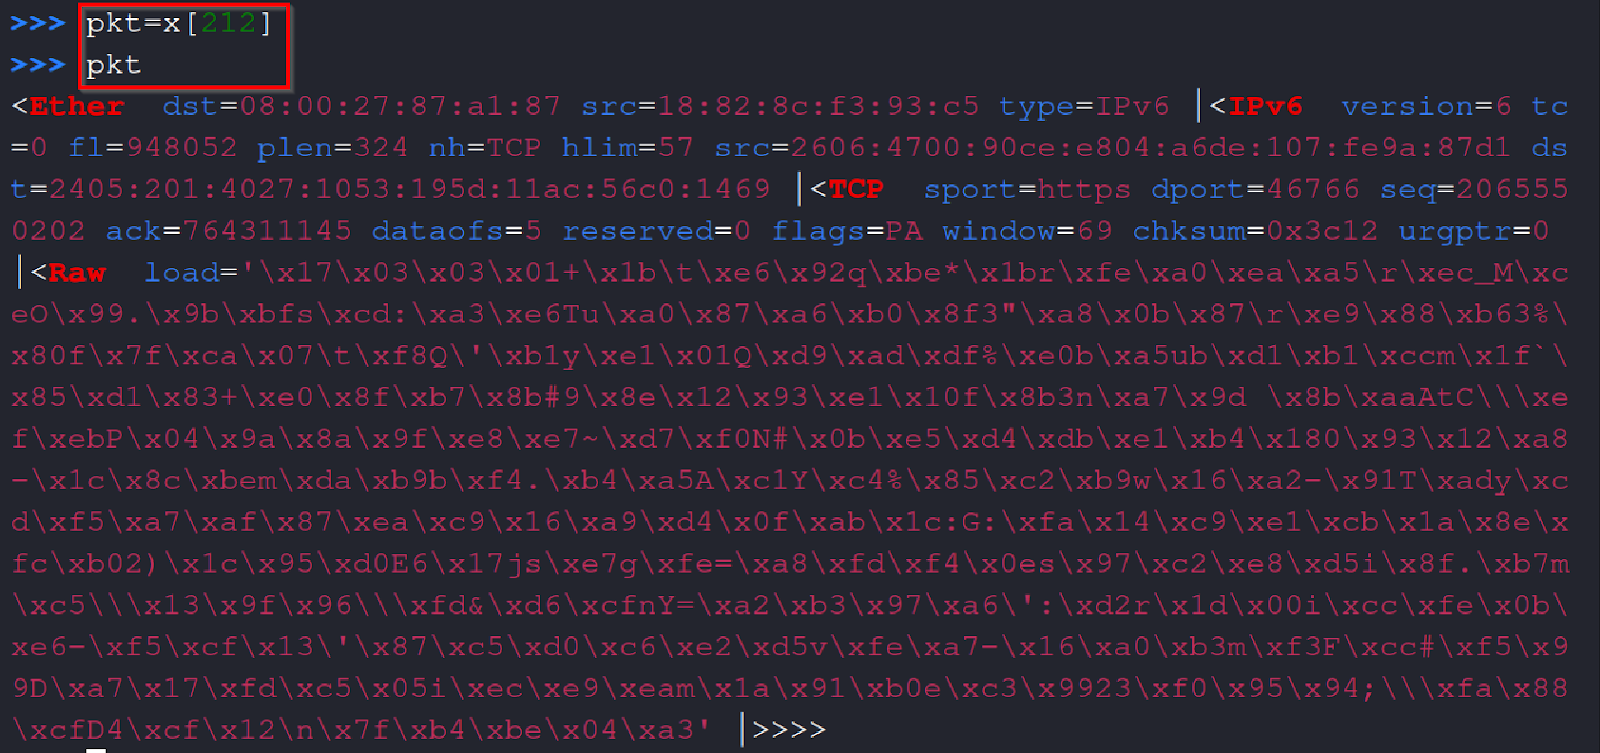 >>> pkt=x[212]
>>> pkt
<Ether  dst=08:00:27:87:a1:87 src=18:82:8c:f3:93:c5 type=IPv6 |<IPv6  version=6 tc
=0 fl=948052 plen=324 nh=TCP hlim=57 src=2606:4700:90ce:e804:a6de:107:fe9a:87d1 ds
t=2405:201:4027:1053:195d:11ac:56c0:1469 |<TCP  sport=https dport=46766 seq=206555
0202 ack=764311145 dataofs=5 reserved=0 flags=PA window=69 chksum=0x3c12 urgptr=0
|<Raw  load='\x17\x03\x03\x01+\x1b\t\xe6\x92q\xbe*\x1br\xfe\xa0\xea\xa5\r\xec_M\xc
eO\x99.\x9b\xbfs\xcd:\xa3\xe6Tu\xa0\x87\xa6\xb0\x8f3"\xa8\x0b\x87\r\xe9\x88\xb63%\
x80f\x7f\xca\x07\t\xf8Q\'\xb1y\xe1\x01Q\xd9\xad\xdf%\xe0b\xa5ub\xd1\xb1\xccm\x1f`\
x85\xd1\x83+\xe0\x8f\xb7\x8b#9\x8e\x12\x93\xe1\x10f\x8b3n\xa7\x9d \x8b\xaaAtC\\\xe
f\xebP\x04\x9a\x8a\x9f\xe8\xe7~\xd7\xf0N#\x0b\xe5\xd4\xdb\xe1\xb4\x180\x93\x12\xa8
-\x1c\x8c\xbem\xda\xb9b\xf4.\xb4\xa5A\xc1Y\xc4%\x85\xc2\xb9w\x16\xa2-\x91T\xady\xc
d\xf5\xa7\xaf\x87\xea\xc9\x16\xa9\xd4\x0f\xab\x1c:G:\xfa\x14\xc9\xe1\xcb\x1a\x8e\x
fc\xb02)\x1c\x95\xd0E6\x17js\xe7g\xfe=\xa8\xfd\xf4\x0es\x97\xc2\xe8\xd5i\x8f.\xb7m
\xc5\\\x13\x9f\x96\\\xfd&\xd6\xcfnY=\xa2\xb3\x97\xa6\':\xd2r\x1d\x00i\xcc\xfe\x0b\
xe6-\xf5\xcf\x13\'\x87\xc5\xd0\xc6\xe2\xd5v\xfe\xa7-\x16\xa0\xb3m\xf3F\xcc#\xf5\x9
9D\xa7\x17\xfd\xc5\x05i\xec\xe9\xeam\x1a\x91\xb0e\xc3\x9923\xf0\x95\x94;\\\xfa\x88
\xcfD4\xcf\x12\n\x7f\xb4\xbe\x04\xa3' |>>>>